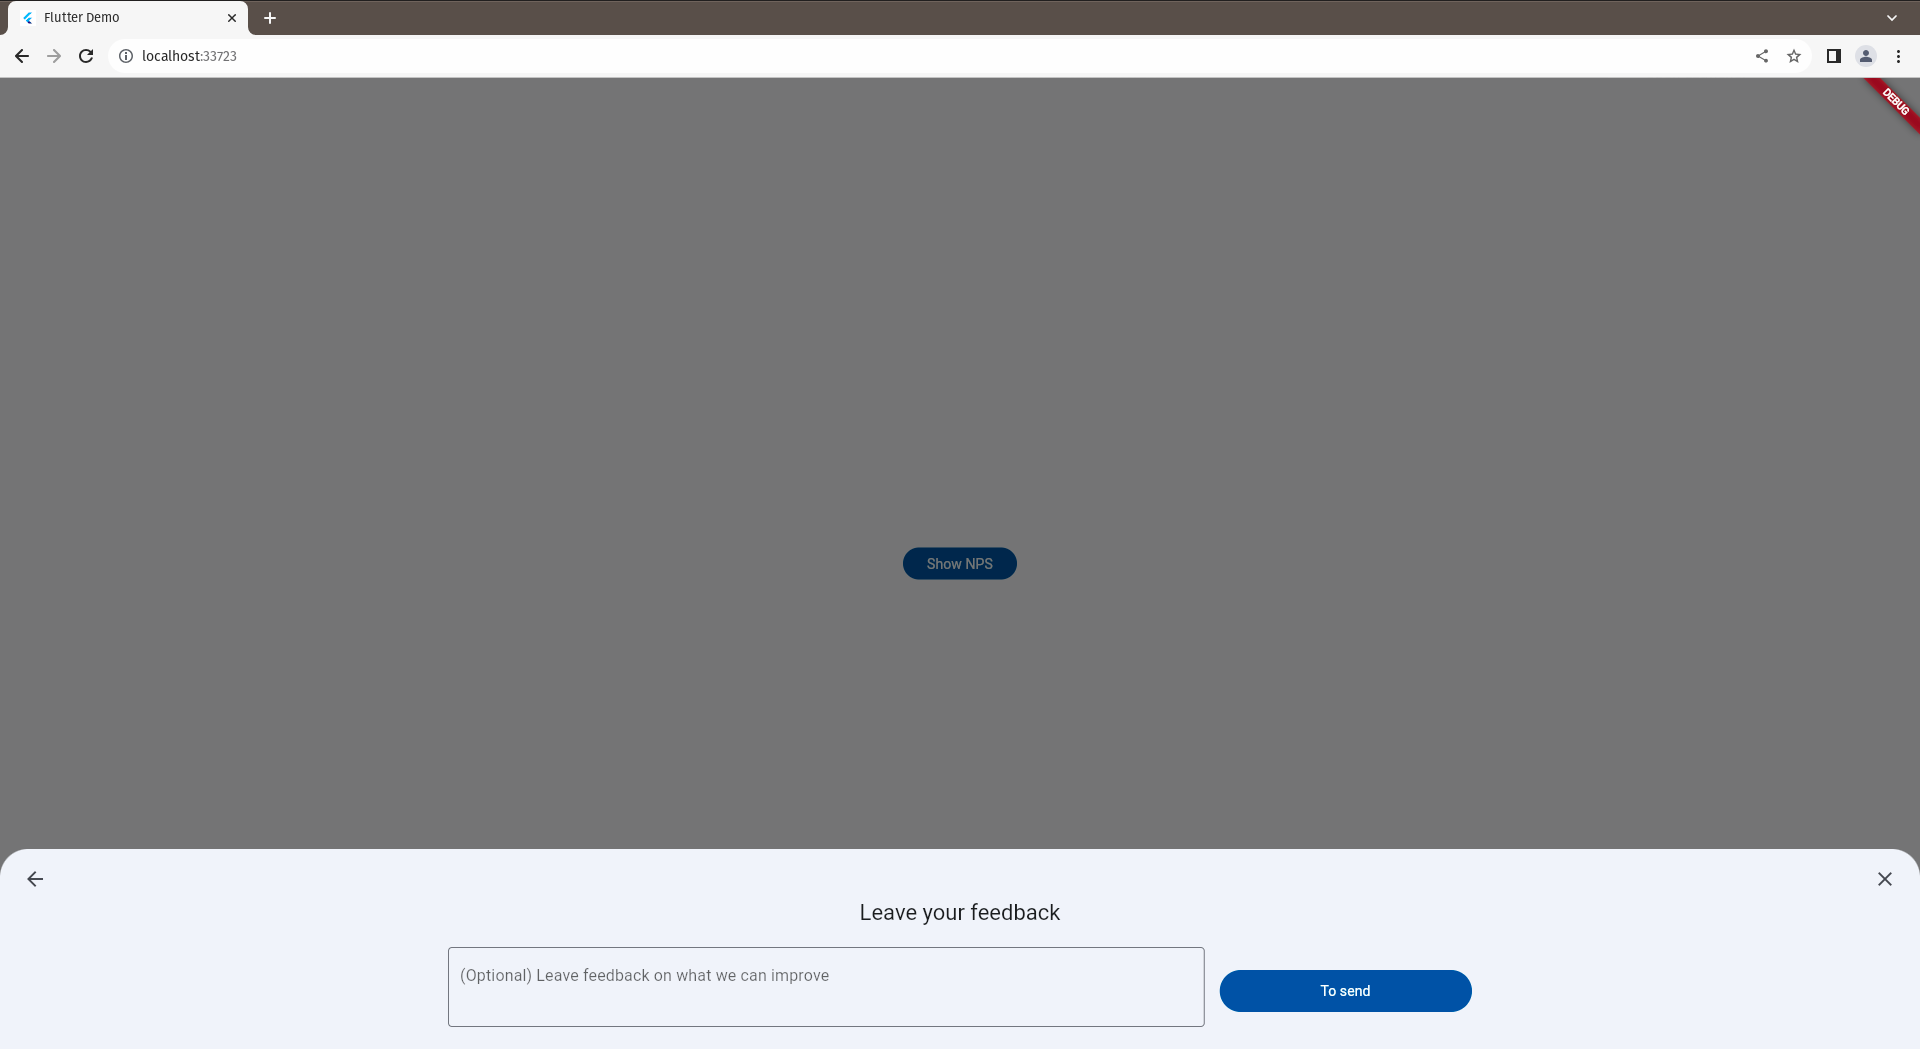 Flutter Demo
localhost:33723
DEBUG
Show NPS
Leave your feedback
(Optional) Leave feedback on what we can improve
To send